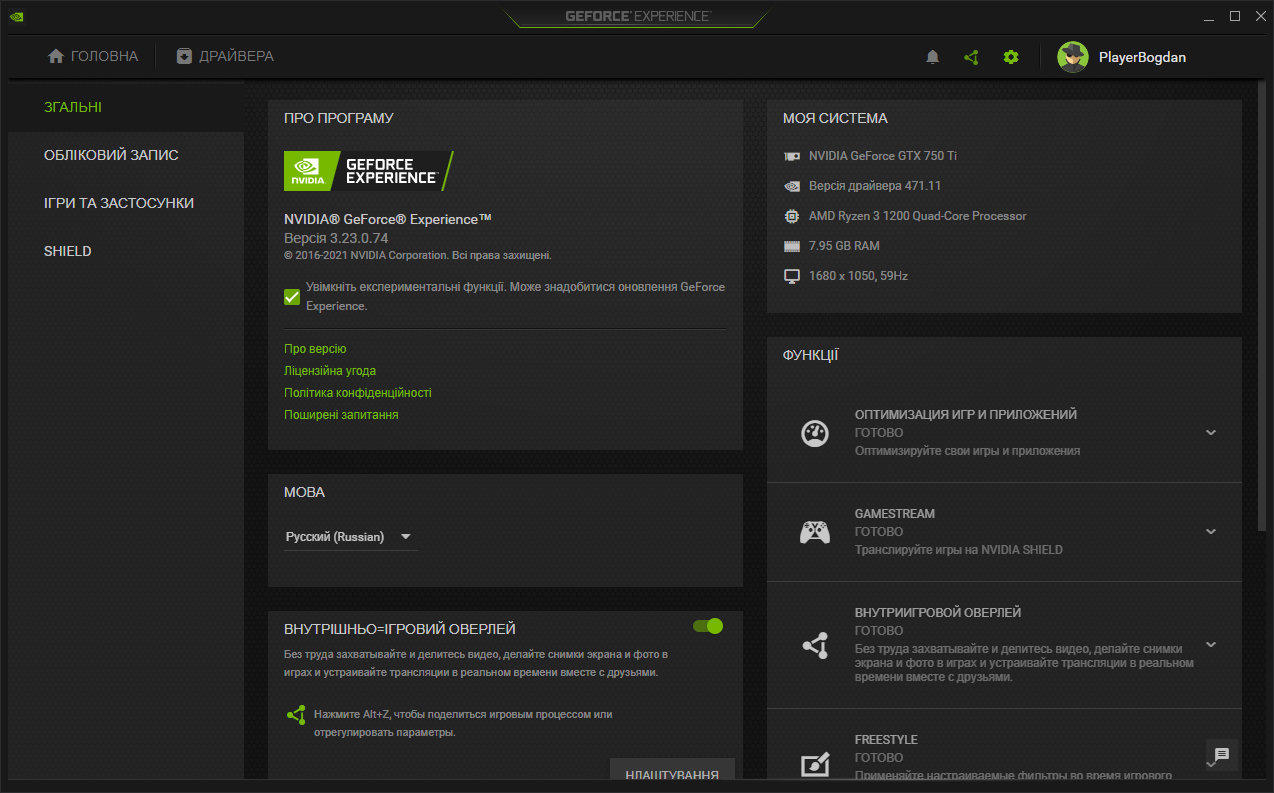 GEFORCE® EXPERIENCE™
ГОЛОВНА
ДРАЙВЕРА
PlayerBogdan
ЗГАЛЬНІ
ОБЛІКОВИЙ ЗАПИС
ІГРИ ТА ЗАСТОСУНКИ
SHIELD
ПРО ПРОГРАМУ
NVIDIA.
GEFORCE
EXPERIENCE™
NVIDIA® GeForce® Experience™
Версія 3.23.0.74
© 2016-2021 NVIDIA Corporation. Всі права захищені.
Увімкніть експериментальні функції. Може знадобитися оновлення GeForce
Experience.
Про версію
Ліцензійна угода
Політика конфіденційності
Поширені запитання
МОВА
Русский (Russian)
ВНУТРІШНЬО=ІГРОВИЙ ОВЕРЛЕЙ
Без труда захватывайте и делитесь видео, делайте снимки экрана и фото в
играх и устраивайте трансляции в реальном времени вместе с друзьями.
Нажмите Alt+Z, чтобы поделиться игровым процессом или
отрегулировать параметры.
НЛАШТУВАННЯ
МОЯ СИСТЕМА
NVIDIA GeForce GTX 750 Ti
Версія драйвера 471.11
AMD Ryzen 3 1200 Quad-Core Processor
7.95 GB RAM
1680 x 1050, 59Hz
ФУНКЦІЇ
ОПТИМИЗАЦИЯ ИГР И ПРИЛОЖЕНИЙ
ГОТОВО
Оптимизируйте свои игры и приложения
GAMESTREAM
ГОТОВО
Транслируйте игры на NVIDIA SHIELD
ВНУТРИИГРОВОЙ ОВЕРЛЕЙ
ГОТОВО
Без труда захватывайте и делитесь видео, делайте снимки
экрана и фото в играх и устраивайте трансляции в реальном
времени вместе с друзьями.
FREESTYLE
ГОТОВО
Применяйте настраиваемые фильтры во время игрового